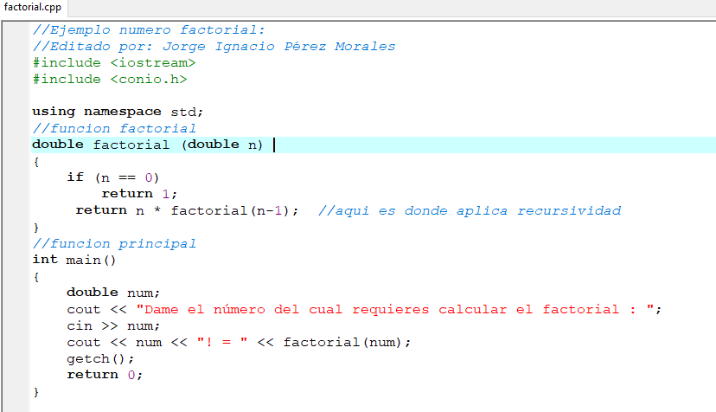 factorial.cpp
//Ejemplo numero factorial:
//Editado por: Jorge Ignacio Pérez Morales
#include <iostream>
#include <conio.h>
using namespace std;
//funcion factorial
double factorial (double n)
{
if (n == 0)
return 1;
return n * factorial(n-1); //aqui es donde aplica recursividad
}
//funcion principal
int main()
{
double num;
cout << "Dame el número del cual requieres calcular el factorial : ";
cin >> num;
cout << num << "! = " << factorial(num);
getch();
return 0;
}